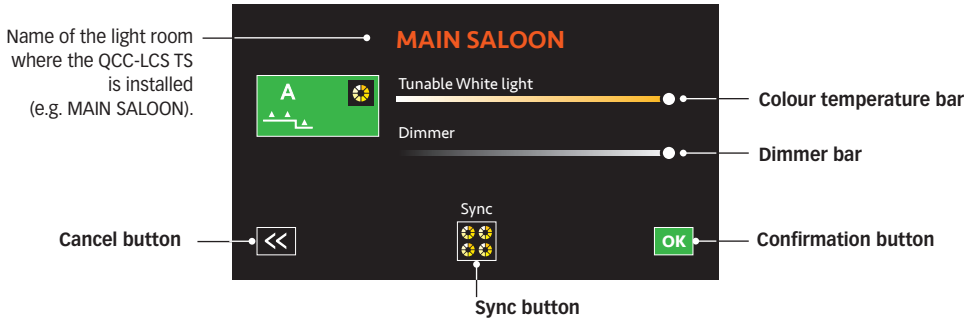 Name of the light room
where the QCC-LCS TS
is installed
(e.g. MAIN SALOON).
MAIN SALOON
A
Tunable White light
Colour temperature bar
Dimmer
Dimmer bar
Sync
Cancel button
<<
OK
Confirmation button
Sync button